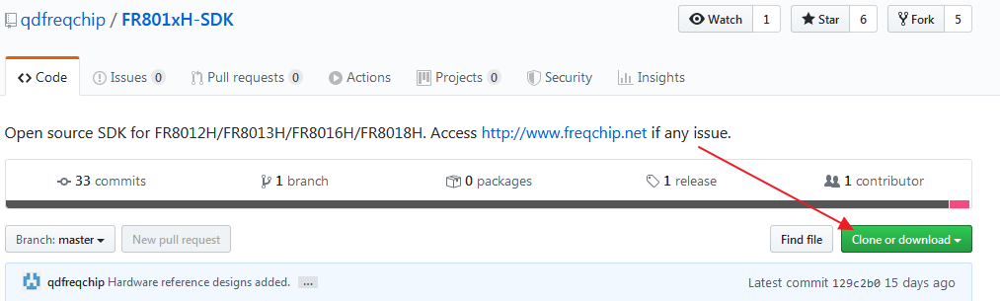 qdfreqchip / FR801xH-SDK Watch 1 Star 6 Fork 5
Code Issues 0 Pull requests 0 Actions Projects 0 Security Insights
Open source SDK for FR8012H/FR8013H/FR8016H/FR8018H. Access http://www.freqchip.net if any issue.
33 commits 1 branch 0 packages 1 release 1 contributor
Branch: master New pull request Find file Clone or download
qdfreqchip Hardware reference designs added. ... Latest commit 129c2b0 15 days ago